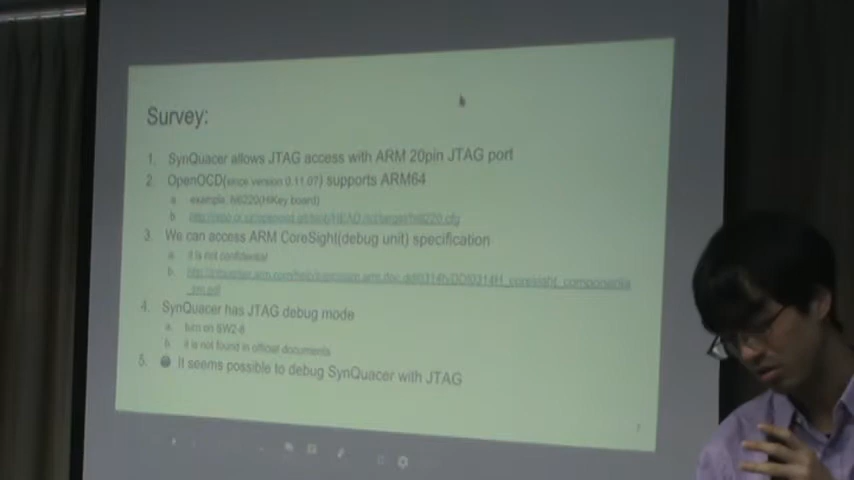 Survey:
1. SynQuacer allows JTAG access with ARM 20pin JTAG port
2. OpenOCD(since version 0.11.07) supports ARM64
a. example: hi6220(HiKey board)
b.
3 We can access ARM CoreSight(debug unit) specification
a. it is not confidential
b.
4. SynQuacer has JTAG debug mode
a. turn on SW2-6
b. it is not found in official documents
5. It seems possible to debug SynQuacer with JTAG